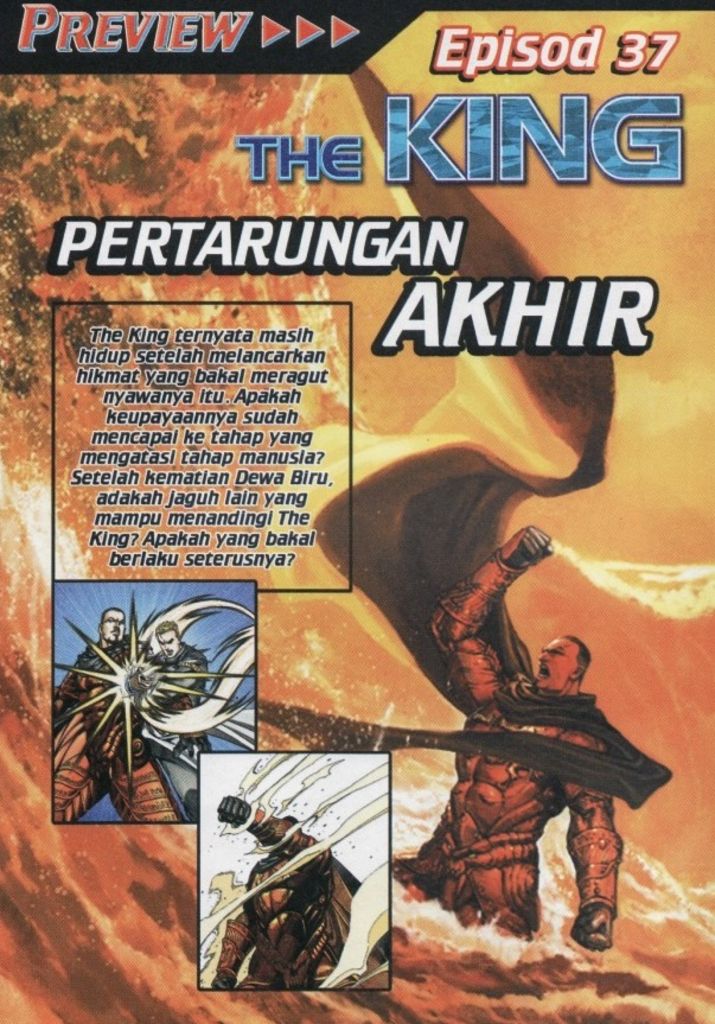 PREVIEW
Episod 37
THE KING
PERTARUNGAN
AKHIR
The King ternyata masih
hidup setelah melancarkan
hikmat yang bakal meragut
nyawanya itu. Apakah
keupayaannya sudah
mencapai ke tahap yang
mengatasi tahap manusia?
Setelah kematian Dewa Biru,
adakah jaguh lain yang
mampu menandingi The
King? Apakah yang bakal
berlaku seterusnya?